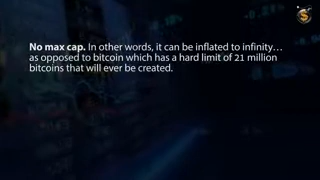 No max cap. In other words, it can be inflated to infinity…
as opposed to bitcoin which has a hard limit of 21 million
bitcoins that will ever be created.